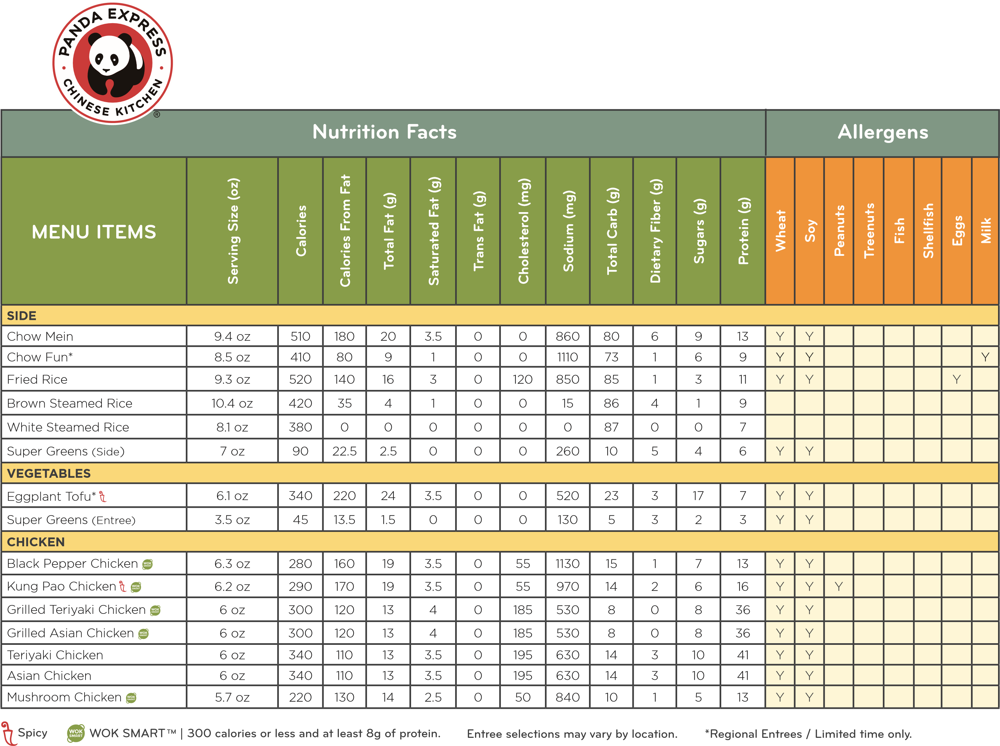 PANDA EXPRESS
CHINESE KITCHEN
®
Nutrition Facts Allergens
MENU ITEMS Serving Size (oz) Calories Calories From Fat Total Fat (g) Saturated Fat (g) Trans Fat (g) Cholesterol (mg) Sodium (mg) Total Carb (g) Dietary Fiber (g) Sugars (g) Protein (g) Wheat Soy Peanuts Treenuts Fish Shellfish Eggs Milk
SIDE
Chow Mein 9.4 oz 510 180 20 3.5 0 0 860 80 6 9 13 Y Y
Chow Fun* 8.5 oz 410 80 9 1 0 0 1110 73 1 6 9 Y Y Y
Fried Rice 9.3 oz 520 140 16 3 0 120 850 85 1 3 11 Y Y Y
Brown Steamed Rice 10.4 oz 420 35 4 1 0 0 15 86 4 1 9
White Steamed Rice 8.1 oz 380 0 0 0 0 0 0 87 0 0 7
Super Greens (Side) 7 oz 90 22.5 2.5 0 0 0 260 10 5 4 6 Y Y
VEGETABLES
Eggplant Tofu* 6.1 oz 340 220 24 3.5 0 0 520 23 3 17 7 Y Y
Super Greens (Entree) 3.5 oz 45 13.5 1.5 0 0 0 130 5 3 2 3 Y Y
CHICKEN
Black Pepper Chicken WOK SMART 6.3 oz 280 160 19 3.5 0 55 1130 15 1 7 13 Y Y
Kung Pao Chicken WOK SMART 6.2 oz 290 170 19 3.5 0 55 970 14 2 6 16 Y Y Y
Grilled Teriyaki Chicken WOK SMART 6 oz 300 120 13 4 0 185 530 8 0 8 36 Y Y
Grilled Asian Chicken WOK SMART 6 oz 300 120 13 4 0 185 530 8 0 8 36 Y Y
Teriyaki Chicken 6 oz 340 110 13 3.5 0 195 630 14 3 10 41 Y Y
Asian Chicken 6 oz 340 110 13 3.5 0 195 630 14 3 10 41 Y Y
Mushroom Chicken WOK SMART 5.7 oz 220 130 14 2.5 0 50 840 10 1 5 13 Y Y
Spicy WOK SMART WOK SMART™ | 300 calories or less and at least 8g of protein. Entree selections may vary by location. *Regional Entrees / Limited time only.